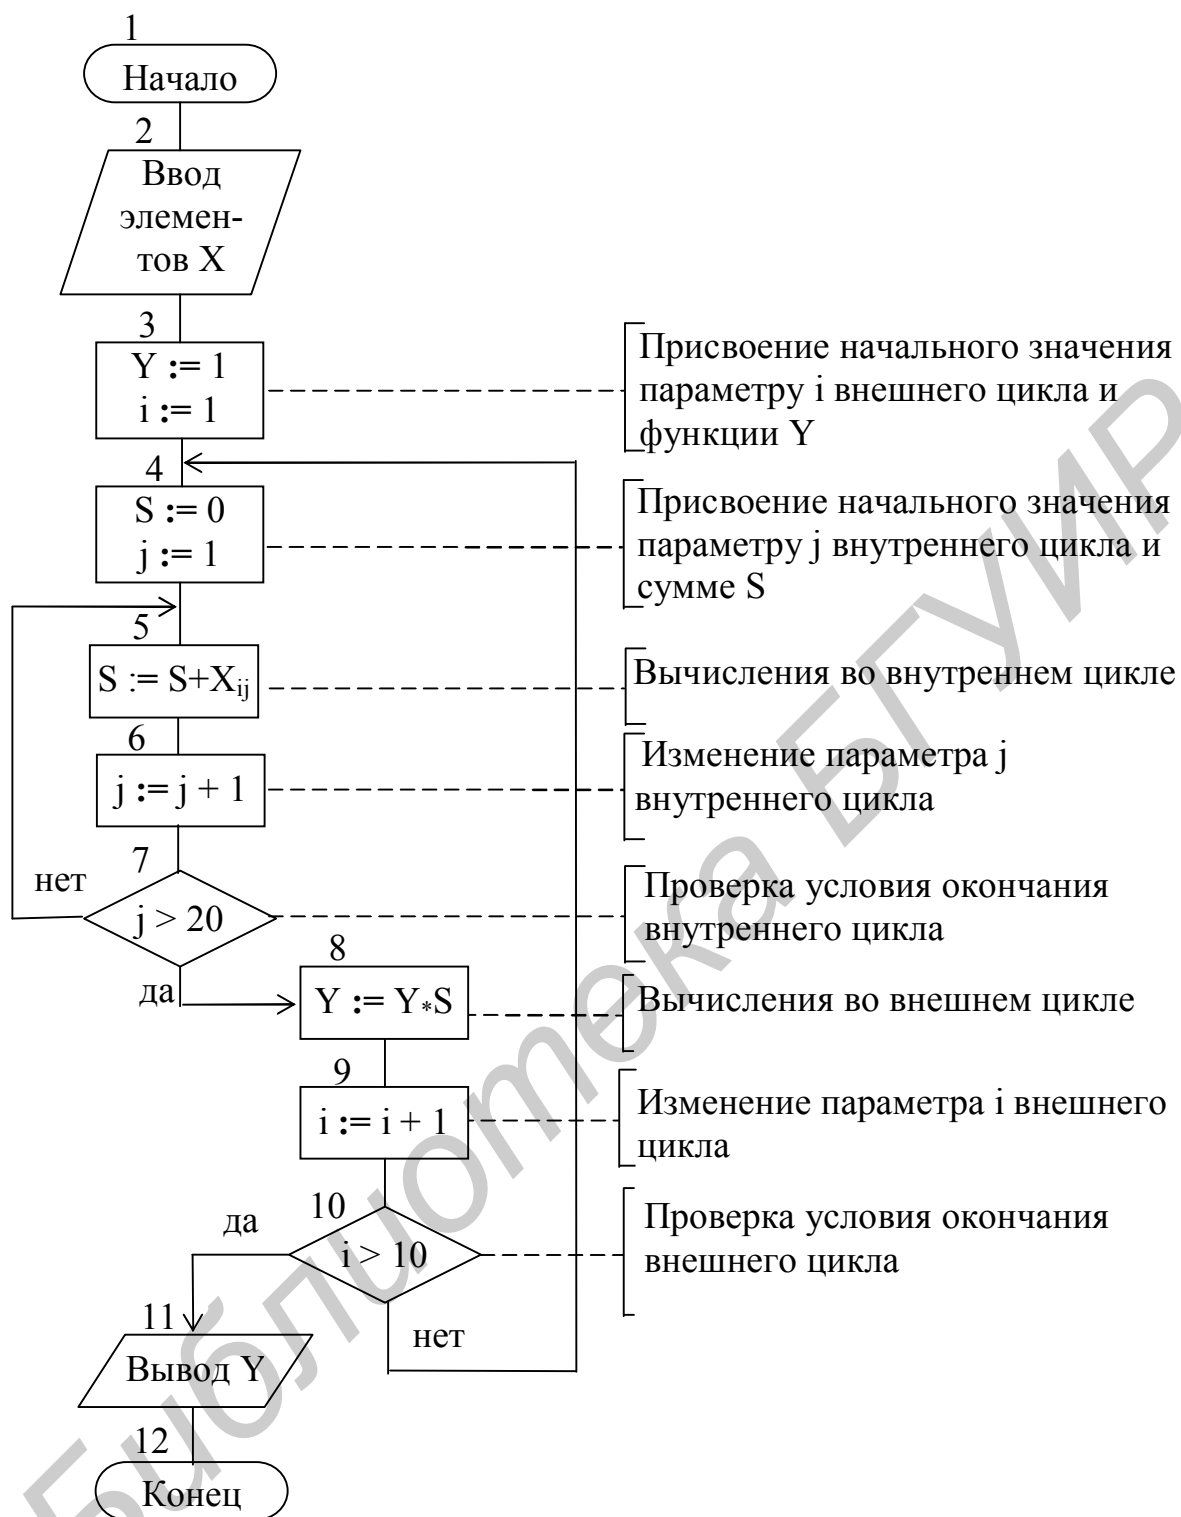 1
Начало
2
Ввод
элемен-
тов X
3
Y := 1
i := 1
Присвоение начального значения
параметру i внешнего цикла и
функции Y
4
S := 0
j := 1
Присвоение начального значения
параметру j внутреннего цикла и
сумме S
5
S := S+Xij
Вычисления во внутреннем цикле
6
j := j + 1
Изменение параметра j
внутреннего цикла
7
нет
j > 20
да
Проверка условия окончания
внутреннего цикла
8
Y := Y*S
Вычисления во внешнем цикле
9
i := i + 1
Изменение параметра i внешнего
цикла
10
да
i > 10
нет
Проверка условия окончания
внешнего цикла
11
Вывод Y
12
Конец
Библиотека БГУИР